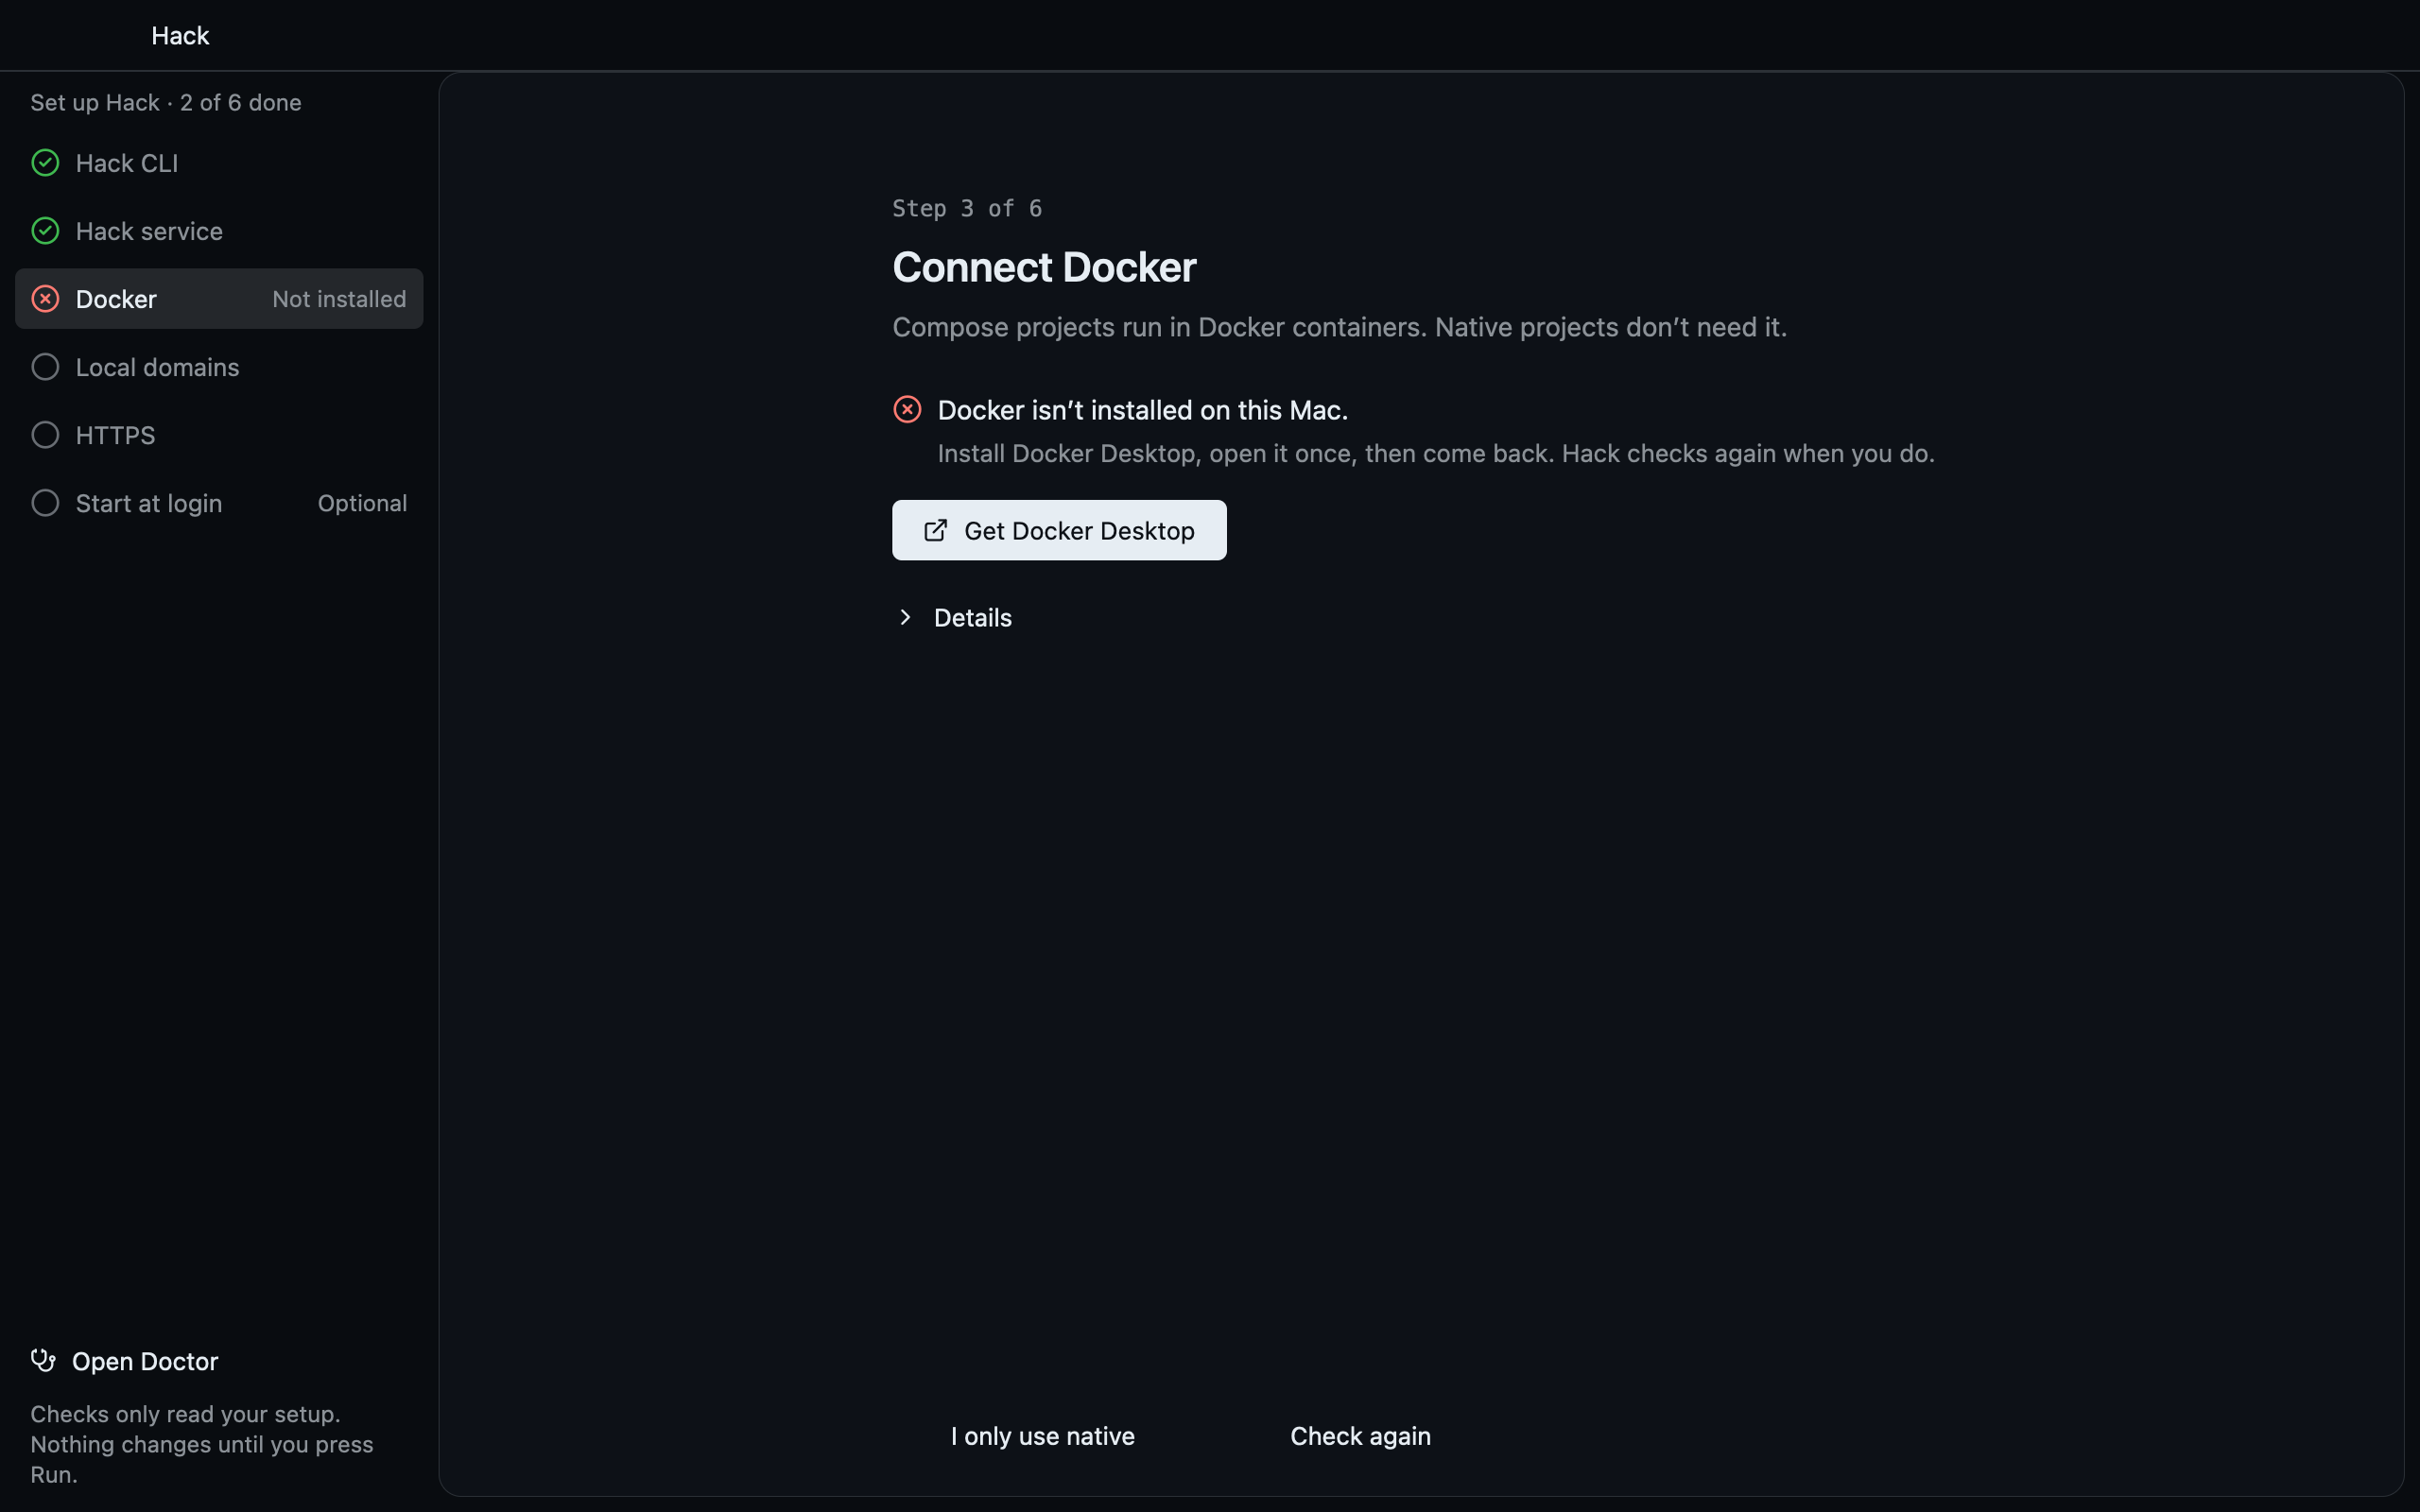 Hack
Set up Hack · 2 of 6 done
Hack CLI
Hack service
Docker Not installed
Local domains
HTTPS
Start at login Optional
Open Doctor
Checks only read your setup.
Nothing changes until you press
Run.
Step 3 of 6
Connect Docker
Compose projects run in Docker containers. Native projects don’t need it.
Docker isn’t installed on this Mac.
Install Docker Desktop, open it once, then come back. Hack checks again when you do.
Get Docker Desktop
Details
I only use native
Check again